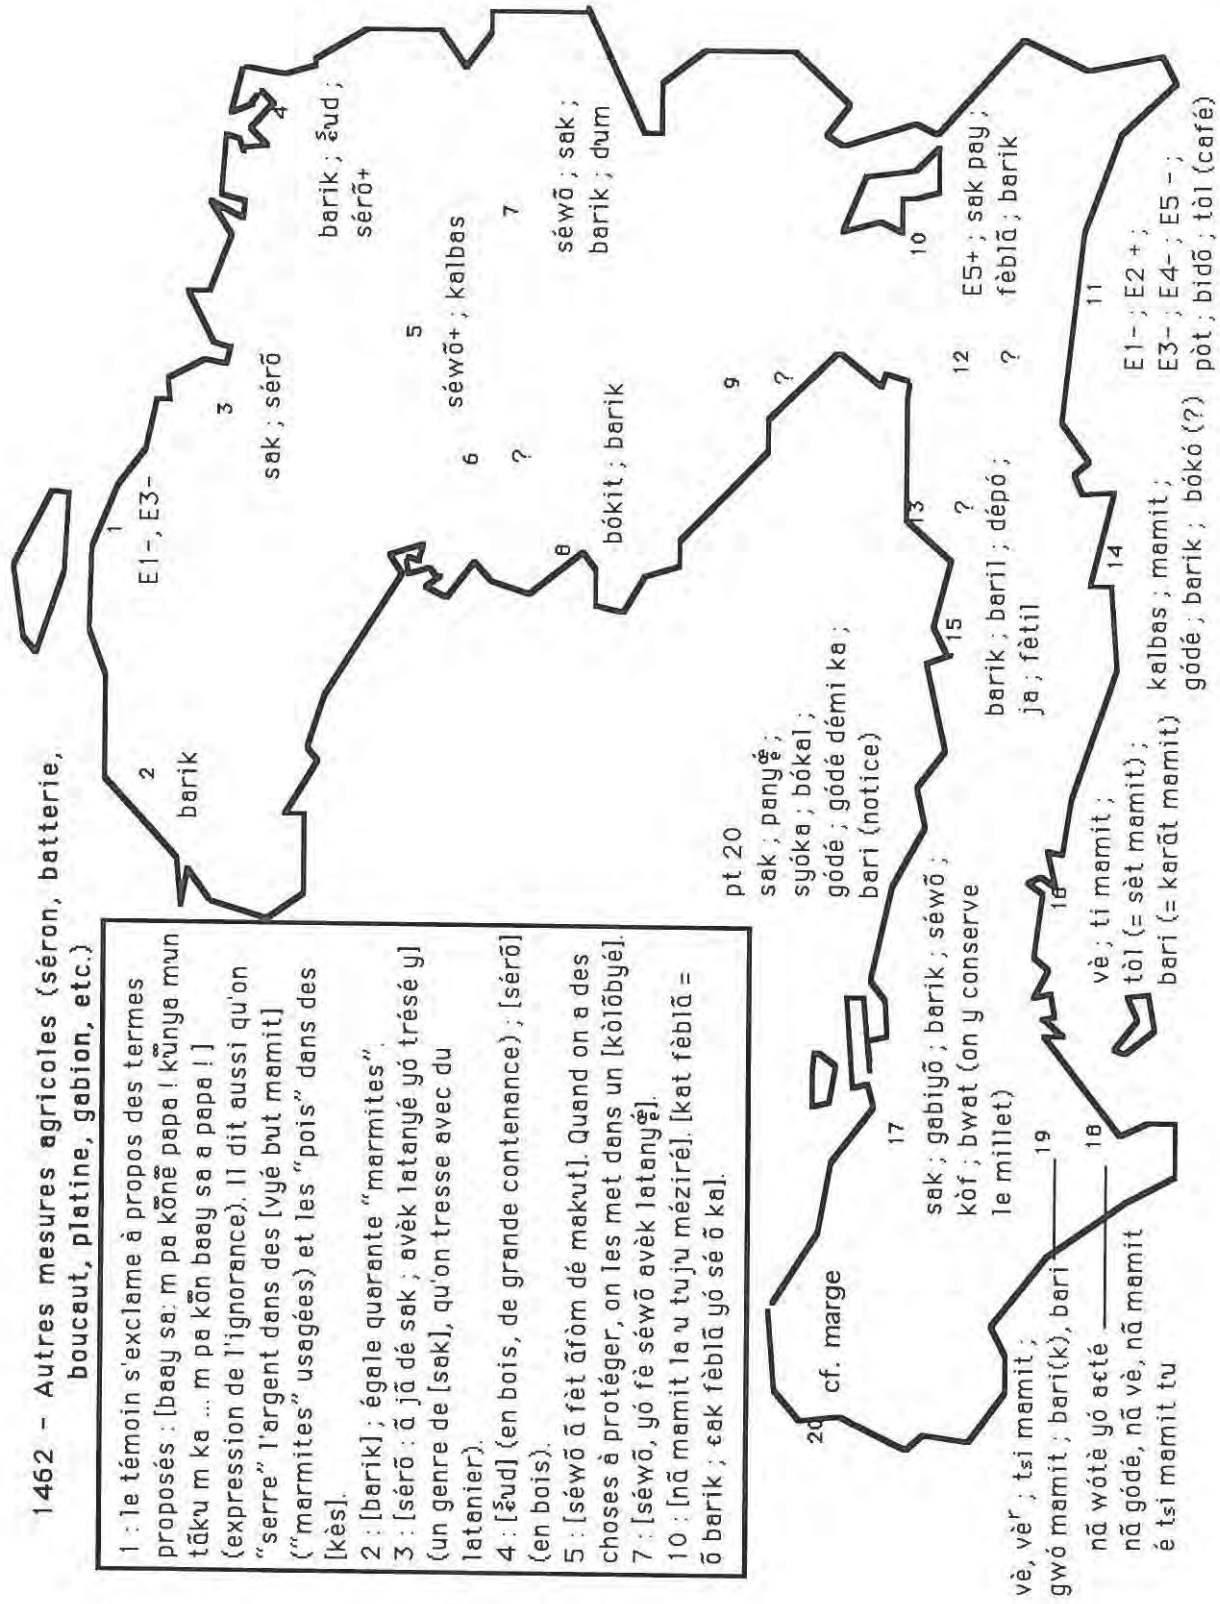 1462 - Autres mesures agricoles (séron, batterie,
boucaut, platine, gabion, etc.)
1 : le témoin s'exclame à propos des termes
proposés : [baay sa: m pa kõnẽ papa ! mun
tãku m ka ... m pa kõn baay sa a papa ! ]
(expression de l'ignorance). Il dit aussi qu'on
"serre" l'argent dans des [vyé but mamit]
("marmites" usagées) et les "pois" dans des
[kès].
2 : [barik] ; égale quarante "marmites".
3 : [sérõ : ã jã dé sak ; avèk latanyé yó trésé y]
(un genre de [sak], qu'on tresse avec du
latanier).
4 : (en bois, de grande contenance) ; [sérõ]
(en bois).
5 : [séwõ ã fèt ãfòm dé makut]. Quand on a des
choses à protéger, on les met dans un [kòlõbyé].
7 : [séwõ, yó fè séwõ avèk].
10 : [nã mamit la u tujuu méziré]. [kat fèblã =
õ barik ; cak fèblã yó sé õ ka].
1
E1-, E3-
2
barik
3
sak ; sérõ
4
barik ;
sérõ+
5
séwõ+ ; kalbas
6
?
7
séwõ ; sak ;
barik ; dum
8
bókit ; barik
9
?
10
E5+ ; sak pay ;
fèblã ; barik
11
E1- ; E2 + ;
E3- ; E4- ; E5 - ;
pòt ; bidõ ; tòl (café)
12
?
13
?
14
kalbas ; mamit ;
gódé ; barik ; bókó (?)
15
barik ; baril ; dépó ;
ja ; fètil
16
vè ; ti mamit ;
tòl (= sèt mamit) ;
bari (= karãt mamit)
17
sak ; gabiyõ ; barik ; séwõ ;
kòf ; bwat (on y conserve
le millet)
18
nã wótè yó acté
nã gódé, nã vè, nã mamit
é tsi mamit tu
19
vè, vèʳ ; tsi mamit ;
gwó mamit ; bari(k), bari
20
cf. marge
pt 20
sak ;
syóka ; bókal ;
gódé ; gódé démi ka ;
bari (notice)